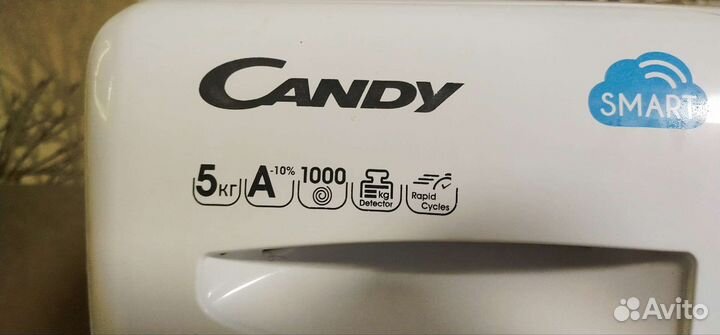 CANDY
SMART
5кг A-10% 1000 kg Detector Rapid Cycles
Avito